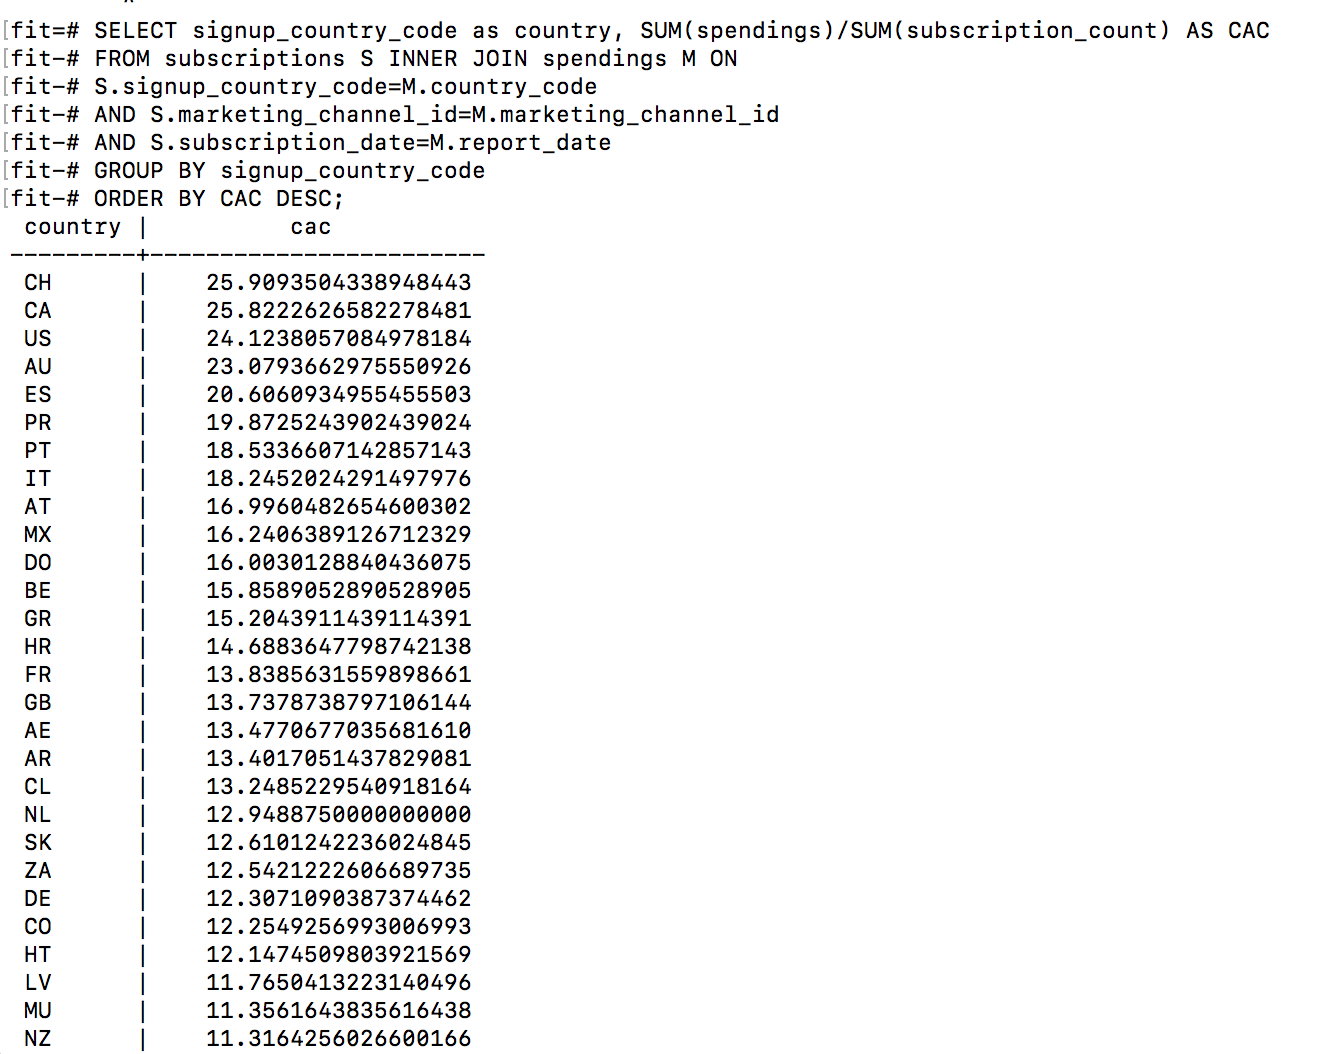 [fit=# SELECT signup_country_code as country, SUM(spendings)/SUM(subscription_count) AS CAC
[fit-# FROM subscriptions S INNER JOIN spendings M ON
[fit-# S.signup_country_code=M.country_code
[fit-# AND S.marketing_channel_id=M.marketing_channel_id
[fit-# AND S.subscription_date=M.report_date
[fit-# GROUP BY signup_country_code
[fit-# ORDER BY CAC DESC;
 country |          cac
---------+------------------------
 CH      |    25.9093504338948443
 CA      |    25.8222626582278481
 US      |    24.1238057084978184
 AU      |    23.0793662975550926
 ES      |    20.6060934955455503
 PR      |    19.8725243902439024
 PT      |    18.5336607142857143
 IT      |    18.2452024291497976
 AT      |    16.9960482654600302
 MX      |    16.2406389126712329
 DO      |    16.0030128840436075
 BE      |    15.8589052890528905
 GR      |    15.2043911439114391
 HR      |    14.6883647798742138
 FR      |    13.8385631559898661
 GB      |    13.7378738797106144
 AE      |    13.4770677035681610
 AR      |    13.4017051437829081
 CL      |    13.2485229540918164
 NL      |    12.9488750000000000
 SK      |    12.6101242236024845
 ZA      |    12.5421222606689735
 DE      |    12.3071090387374462
 CO      |    12.2549256993006993
 HT      |    12.1474509803921569
 LV      |    11.7650413223140496
 MU      |    11.3561643835616438
 NZ      |    11.3164256026600166